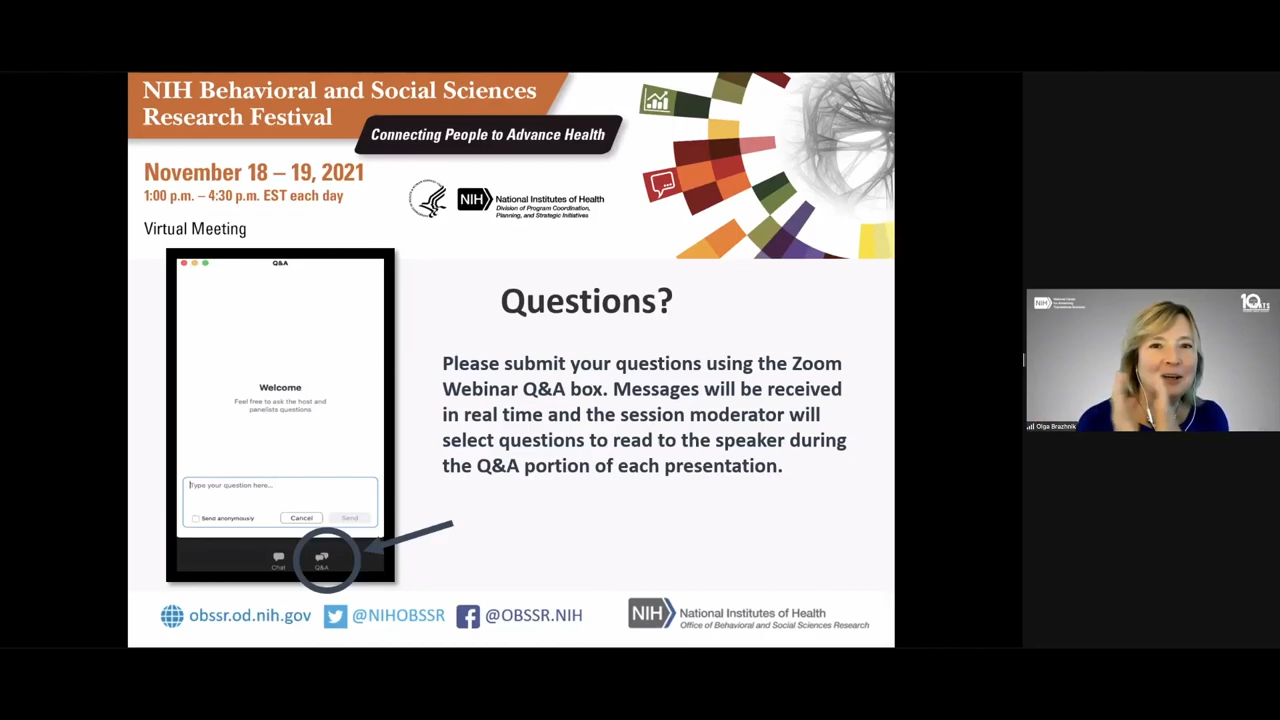 NIH Behavioral and Social Sciences
Research Festival
Connecting People to Advance Health
November 18 – 19, 2021
1:00 p.m. – 4:30 p.m. EST each day
NIH National Institutes of Health
Division of Program Coordination,
Planning, and Strategic Initiatives
Virtual Meeting
Q&A
Welcome
Feel free to ask the host and
panelists questions
Type your question here...
Send anonymously
Cancel
Send
Chat
Q&A
Questions?
Please submit your questions using the Zoom
Webinar Q&A box. Messages will be received
in real time and the session moderator will
select questions to read to the speaker during
the Q&A portion of each presentation.
obssr.od.nih.gov
@NIHOBSSR
@OBSSR.NIH
NIH National Institutes of Health
Office of Behavioral and Social Sciences Research
NIH
10
Olga Brazhnik